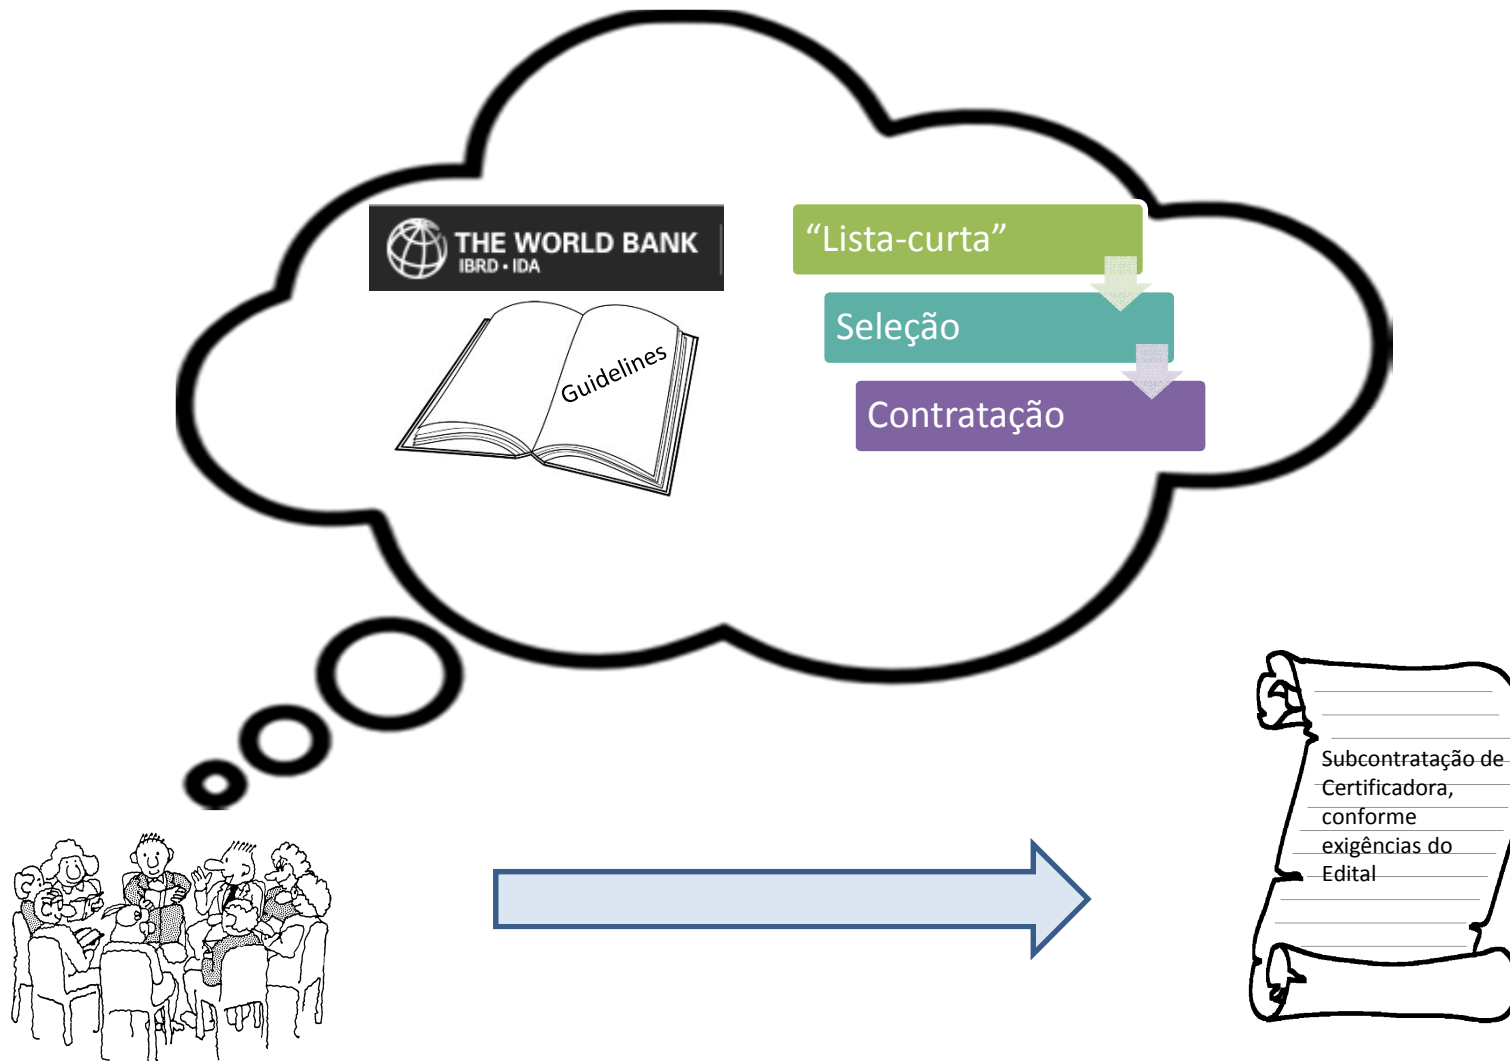 THE WORLD BANK
IBRD • IDA
Guidelines
“Lista-curta”
Seleção
Contratação
Subcontratação de
Certificadora,
conforme
exigências do
Edital